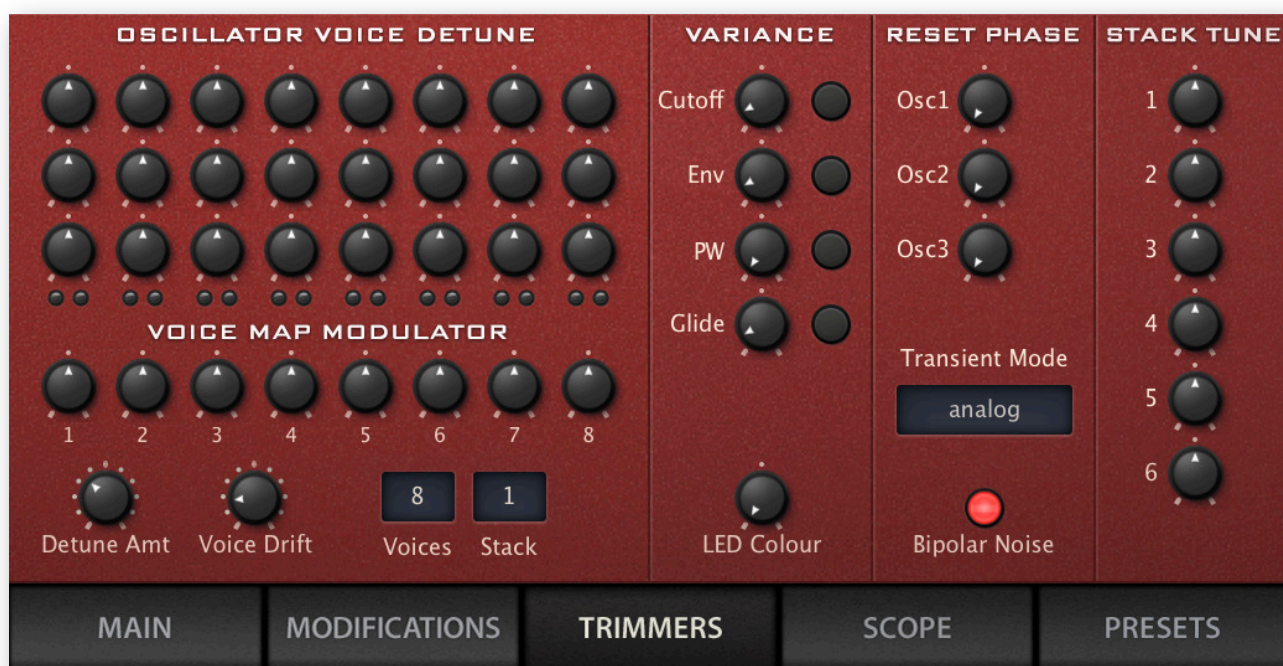 OSCILLATOR VOICE DETUNE
VOICE MAP MODULATOR
1 2 3 4 5 6 7 8
Detune Amt Voice Drift
8 1
Voices Stack
VARIANCE
Cutoff
Env
PW
Glide
LED Colour
RESET PHASE
Osc1
Osc2
Osc3
Transient Mode
analog
Bipolar Noise
STACK TUNE
1
2
3
4
5
6
MAIN MODIFICATIONS TRIMMERS SCOPE PRESETS